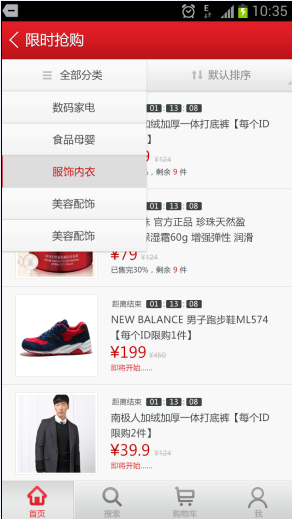 10:35
限时抢购
全部分类
默认排序
数码家电
食品母婴
服饰内衣
美容配饰
美容配饰
01:13:08
加绒加厚一体打底裤【每个ID
】
9 ¥124
%，剩余 9 件
01:13:08
珠 官方正品 珍珠天然盈
保湿霜60g 增强弹性 润滑
¥79 ¥124
已售完30%，剩余 9 件
距离结束 01:13:08
NEW BALANCE 男子跑步鞋ML574
【每个ID限购1件】
¥199 ¥450
即将开始......
距离结束 01:13:08
南极人加绒加厚一体打底裤【每个ID
限购2件】
¥39.9 ¥124
即将开始......
首页
搜索
购物车
我